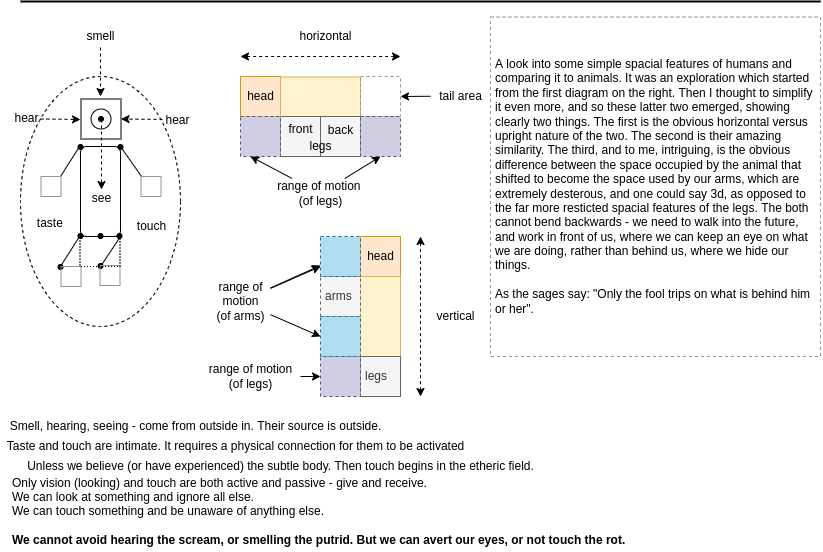 smell
hear
hear
see
taste
touch
horizontal
head
tail area
front
back
legs
range of motion
(of legs)
head
range of
motion
(of arms)
arms
vertical
range of motion
(of legs)
legs
A look into some simple spacial features of humans and
comparing it to animals. It was an exploration which started
from the first diagram on the right. Then I thought to simplify
it even more, and so these latter two emerged, showing
clearly two things. The first is the obvious horizontal versus
upright nature of the two. The second is their amazing
similarity. The third, and to me, intriguing, is the obvious
difference between the space occupied by the animal that
shifted to become the space used by our arms, which are
extremely desterous, and one could say 3d, as opposed to
the far more resticted spacial features of the legs. The both
cannot bend backwards - we need to walk into the future,
and work in front of us, where we can keep an eye on what
we are doing, rather than behind us, where we hide our
things.
As the sages say: "Only the fool trips on what is behind him
or her".
Smell, hearing, seeing - come from outside in. Their source is outside.
Taste and touch are intimate. It requires a physical connection for them to be activated
Unless we believe (or have experienced) the subtle body. Then touch begins in the etheric field.
Only vision (looking) and touch are both active and passive - give and receive.
We can look at something and ignore all else.
We can touch something and be unaware of anything else.
We cannot avoid hearing the scream, or smelling the putrid. But we can avert our eyes, or not touch the rot.